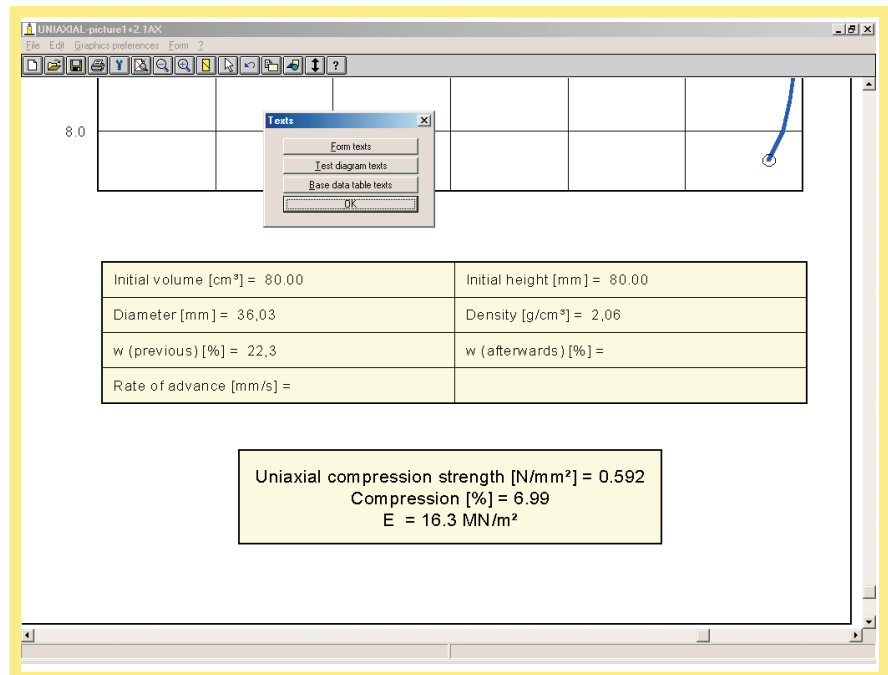 UNIAXIAL-picture1+2.1AX
File Edit Graphics preferences Form ?
8.0
Texts
Form texts
Test diagram texts
Base data table texts
OK
Initial volume [cm³] = 80.00
Initial height [mm] = 80.00
Diameter [mm] = 36,03
Density [g/cm³] = 2,06
w (previous) [%] = 22,3
w (afterwards) [%] =
Rate of advance [mm/s] =
Uniaxial compression strength [N/mm²] = 0.592
Compression [%] = 6.99
E = 16.3 MN/m²